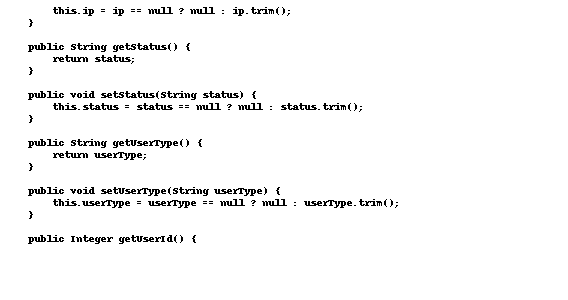 this.ip = ip == null ? null : ip.trim();
    }

    public String getStatus() {
        return status;
    }

    public void setStatus(String status) {
        this.status = status == null ? null : status.trim();
    }

    public String getUserType() {
        return userType;
    }

    public void setUserType(String userType) {
        this.userType = userType == null ? null : userType.trim();
    }

    public Integer getUserId() {